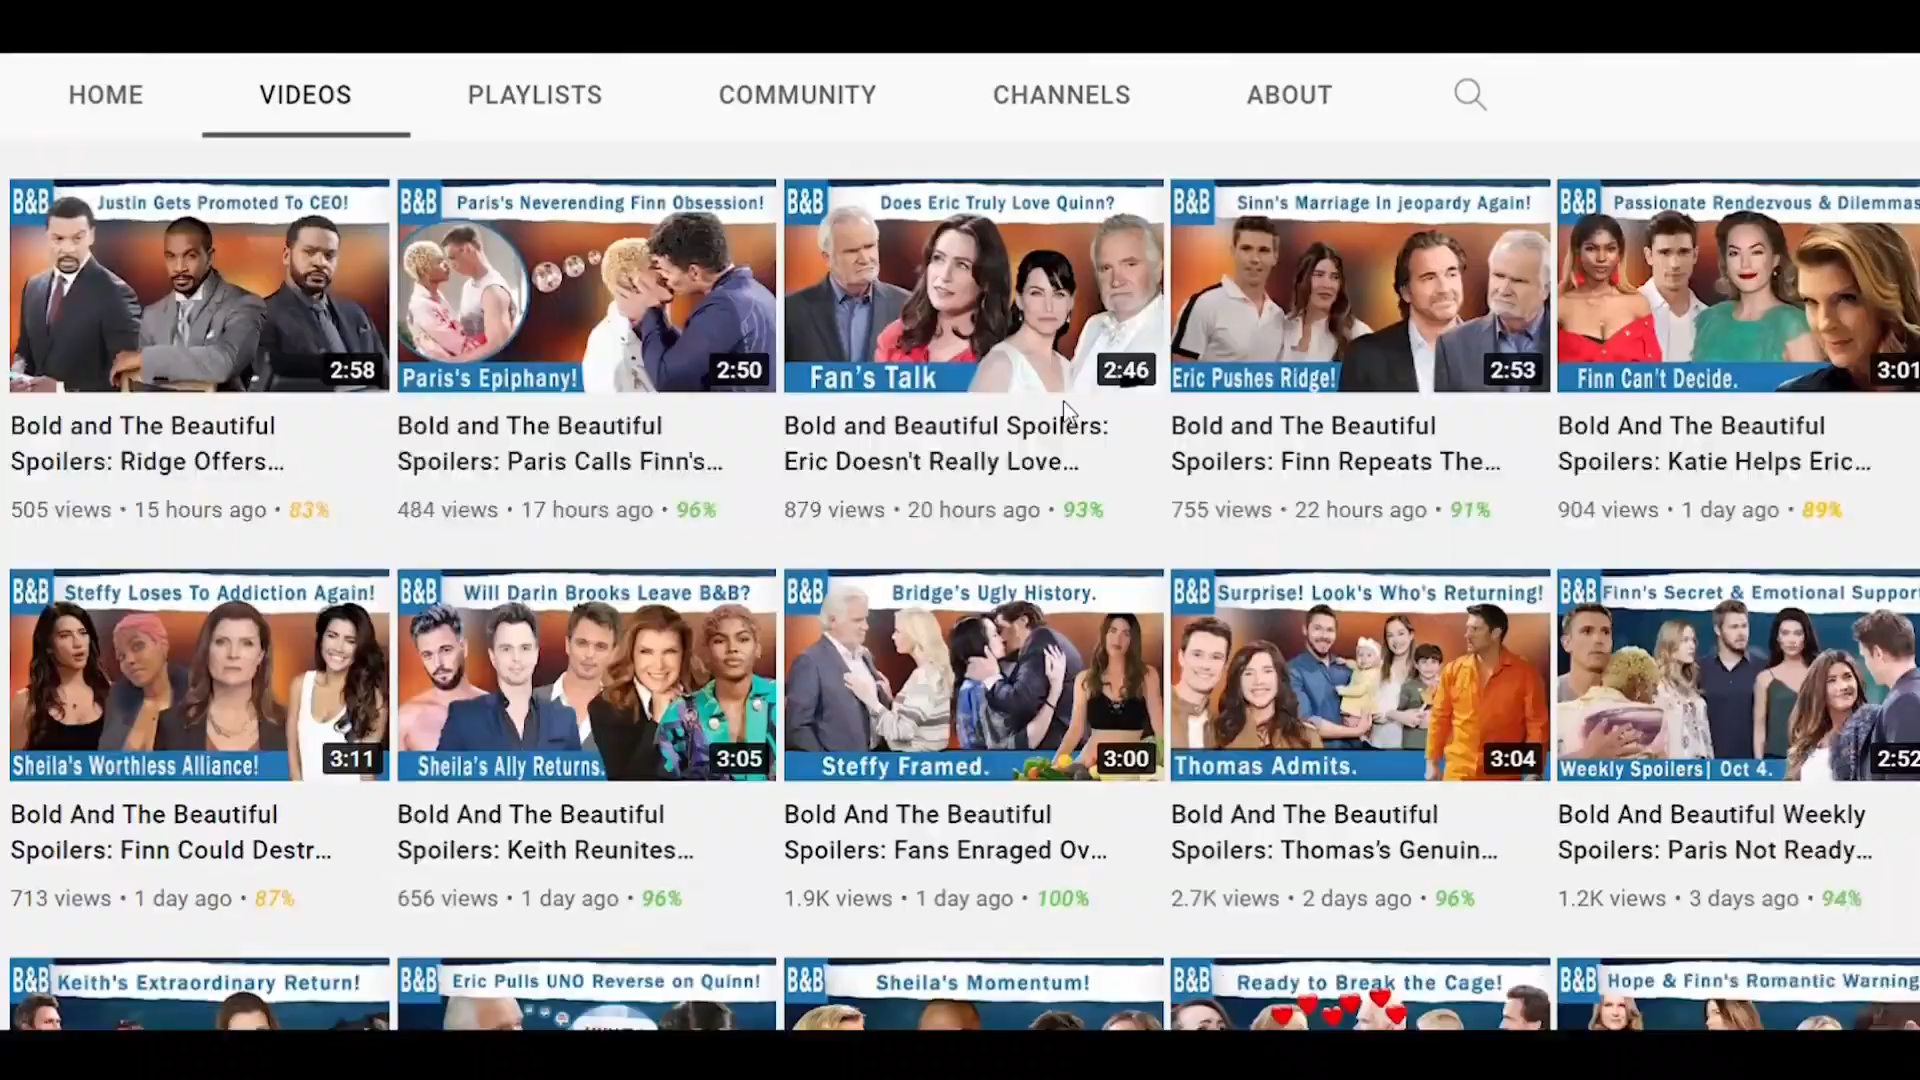 HOME VIDEOS PLAYLISTS COMMUNITY CHANNELS ABOUT
B&B Justin Gets Promoted To CEO!
2:58
Bold and The Beautiful
Spoilers: Ridge Offers...
505 views • 15 hours ago • 83%
B&B Paris's Neverending Finn Obsession!
Paris's Epiphany!
2:50
Bold and The Beautiful
Spoilers: Paris Calls Finn's...
484 views • 17 hours ago • 96%
B&B Does Eric Truly Love Quinn?
Fan's Talk
2:46
Bold and Beautiful Spoilers:
Eric Doesn't Really Love...
879 views • 20 hours ago • 93%
B&B Sinn's Marriage In jeopardy Again!
Eric Pushes Ridge!
2:53
Bold and The Beautiful
Spoilers: Finn Repeats The...
755 views • 22 hours ago • 91%
B&B Passionate Rendezvous & Dilemmas
Finn Can't Decide.
3:01
Bold And The Beautiful
Spoilers: Katie Helps Eric...
904 views • 1 day ago • 89%
B&B Steffy Loses To Addiction Again!
Sheila's Worthless Alliance!
3:11
Bold And The Beautiful
Spoilers: Finn Could Destr...
713 views • 1 day ago • 87%
B&B Will Darin Brooks Leave B&B?
Sheila's Ally Returns.
3:05
Bold And The Beautiful
Spoilers: Keith Reunites...
656 views • 1 day ago • 96%
B&B Bridge's Ugly History.
Steffy Framed.
3:00
Bold And The Beautiful
Spoilers: Fans Enraged Ov...
1.9K views • 1 day ago • 100%
B&B Surprise! Look's Who's Returning!
Thomas Admits.
3:04
Bold And The Beautiful
Spoilers: Thomas's Genuin...
2.7K views • 2 days ago • 96%
B&B Finn's Secret & Emotional Support
Weekly Spoilers| Oct 4.
2:52
Bold And Beautiful Weekly
Spoilers: Paris Not Ready...
1.2K views • 3 days ago • 94%
B&B Keith's Extraordinary Return!
B&B Eric Pulls UNO Reverse on Quinn!
B&B Sheila's Momentum!
B&B Ready to Break the Cage!
B&B Hope & Finn's Romantic Warning